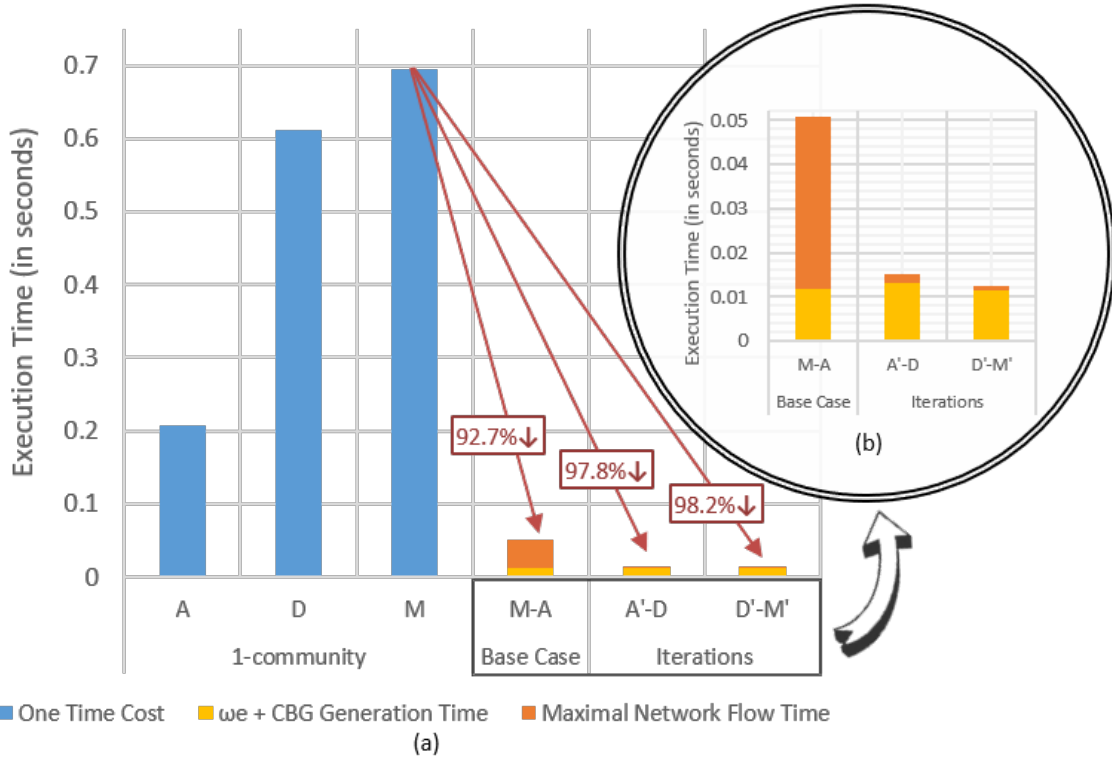 Execution Time (in seconds)
0.7
0.6
0.5
0.4
0.3
0.2
0.1
0
92.7%↓
97.8%↓
98.2%↓
A D M M-A A'-D D'-M'
1-community Base Case Iterations
One Time Cost ωe + CBG Generation Time Maximal Network Flow Time
(a)
Execution Time (in seconds)
0.05
0.04
0.03
0.02
0.01
0
M-A A'-D D'-M'
Base Case Iterations
(b)